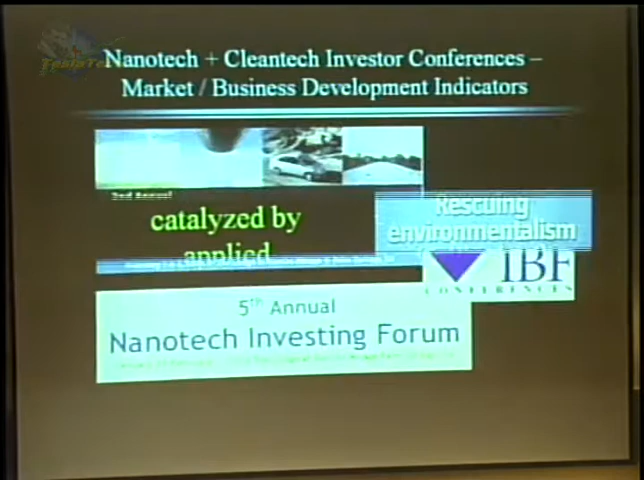 Nanotech + Cleantech Investor Conferences –
Market / Business Development Indicators
2nd Annual
catalyzed by
applied
Rescuing
environmentalism
IBF
CONFERENCES
5th Annual
Nanotech Investing Forum